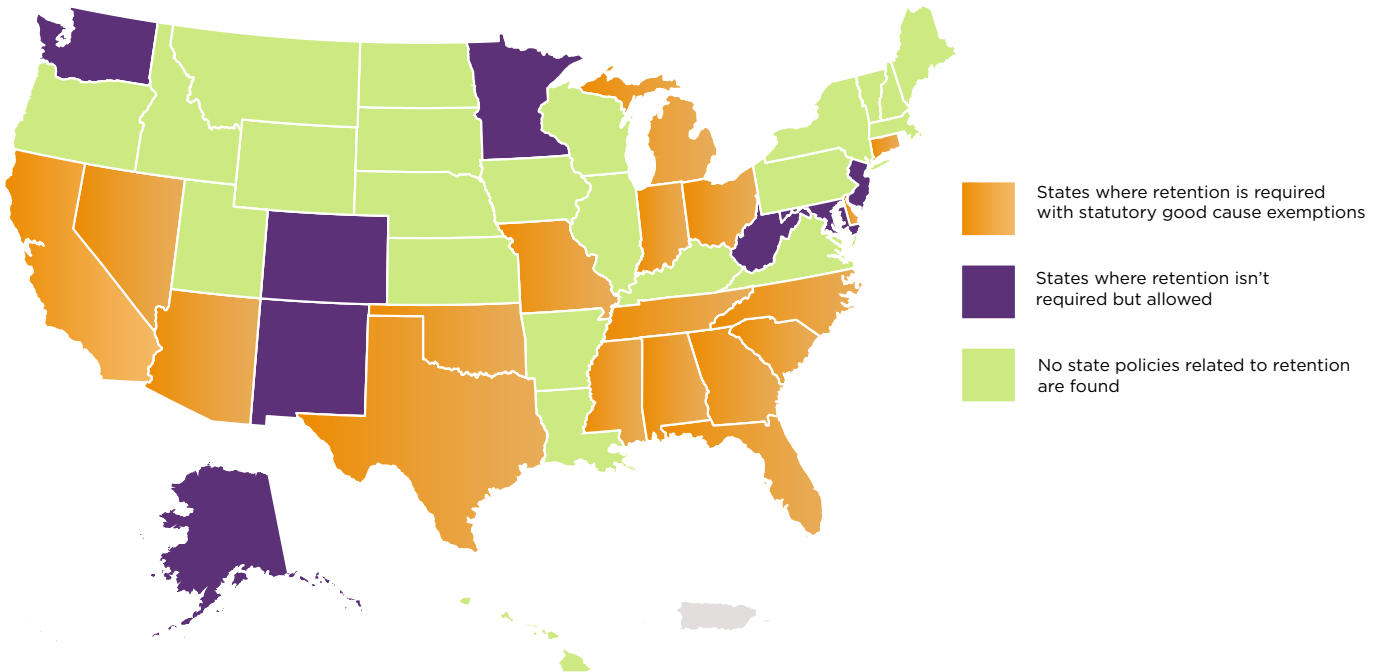 States where retention is required
with statutory good cause exemptions
States where retention isn't
required but allowed
No state policies related to retention
are found